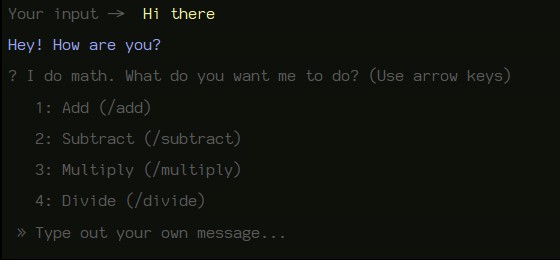 Your input -> Hi there
Hey! How are you?
? I do math. What do you want me to do? (Use arrow keys)
1: Add (/add)
2: Subtract (/subtract)
3: Multiply (/multiply)
4: Divide (/divide)
» Type out your own message...